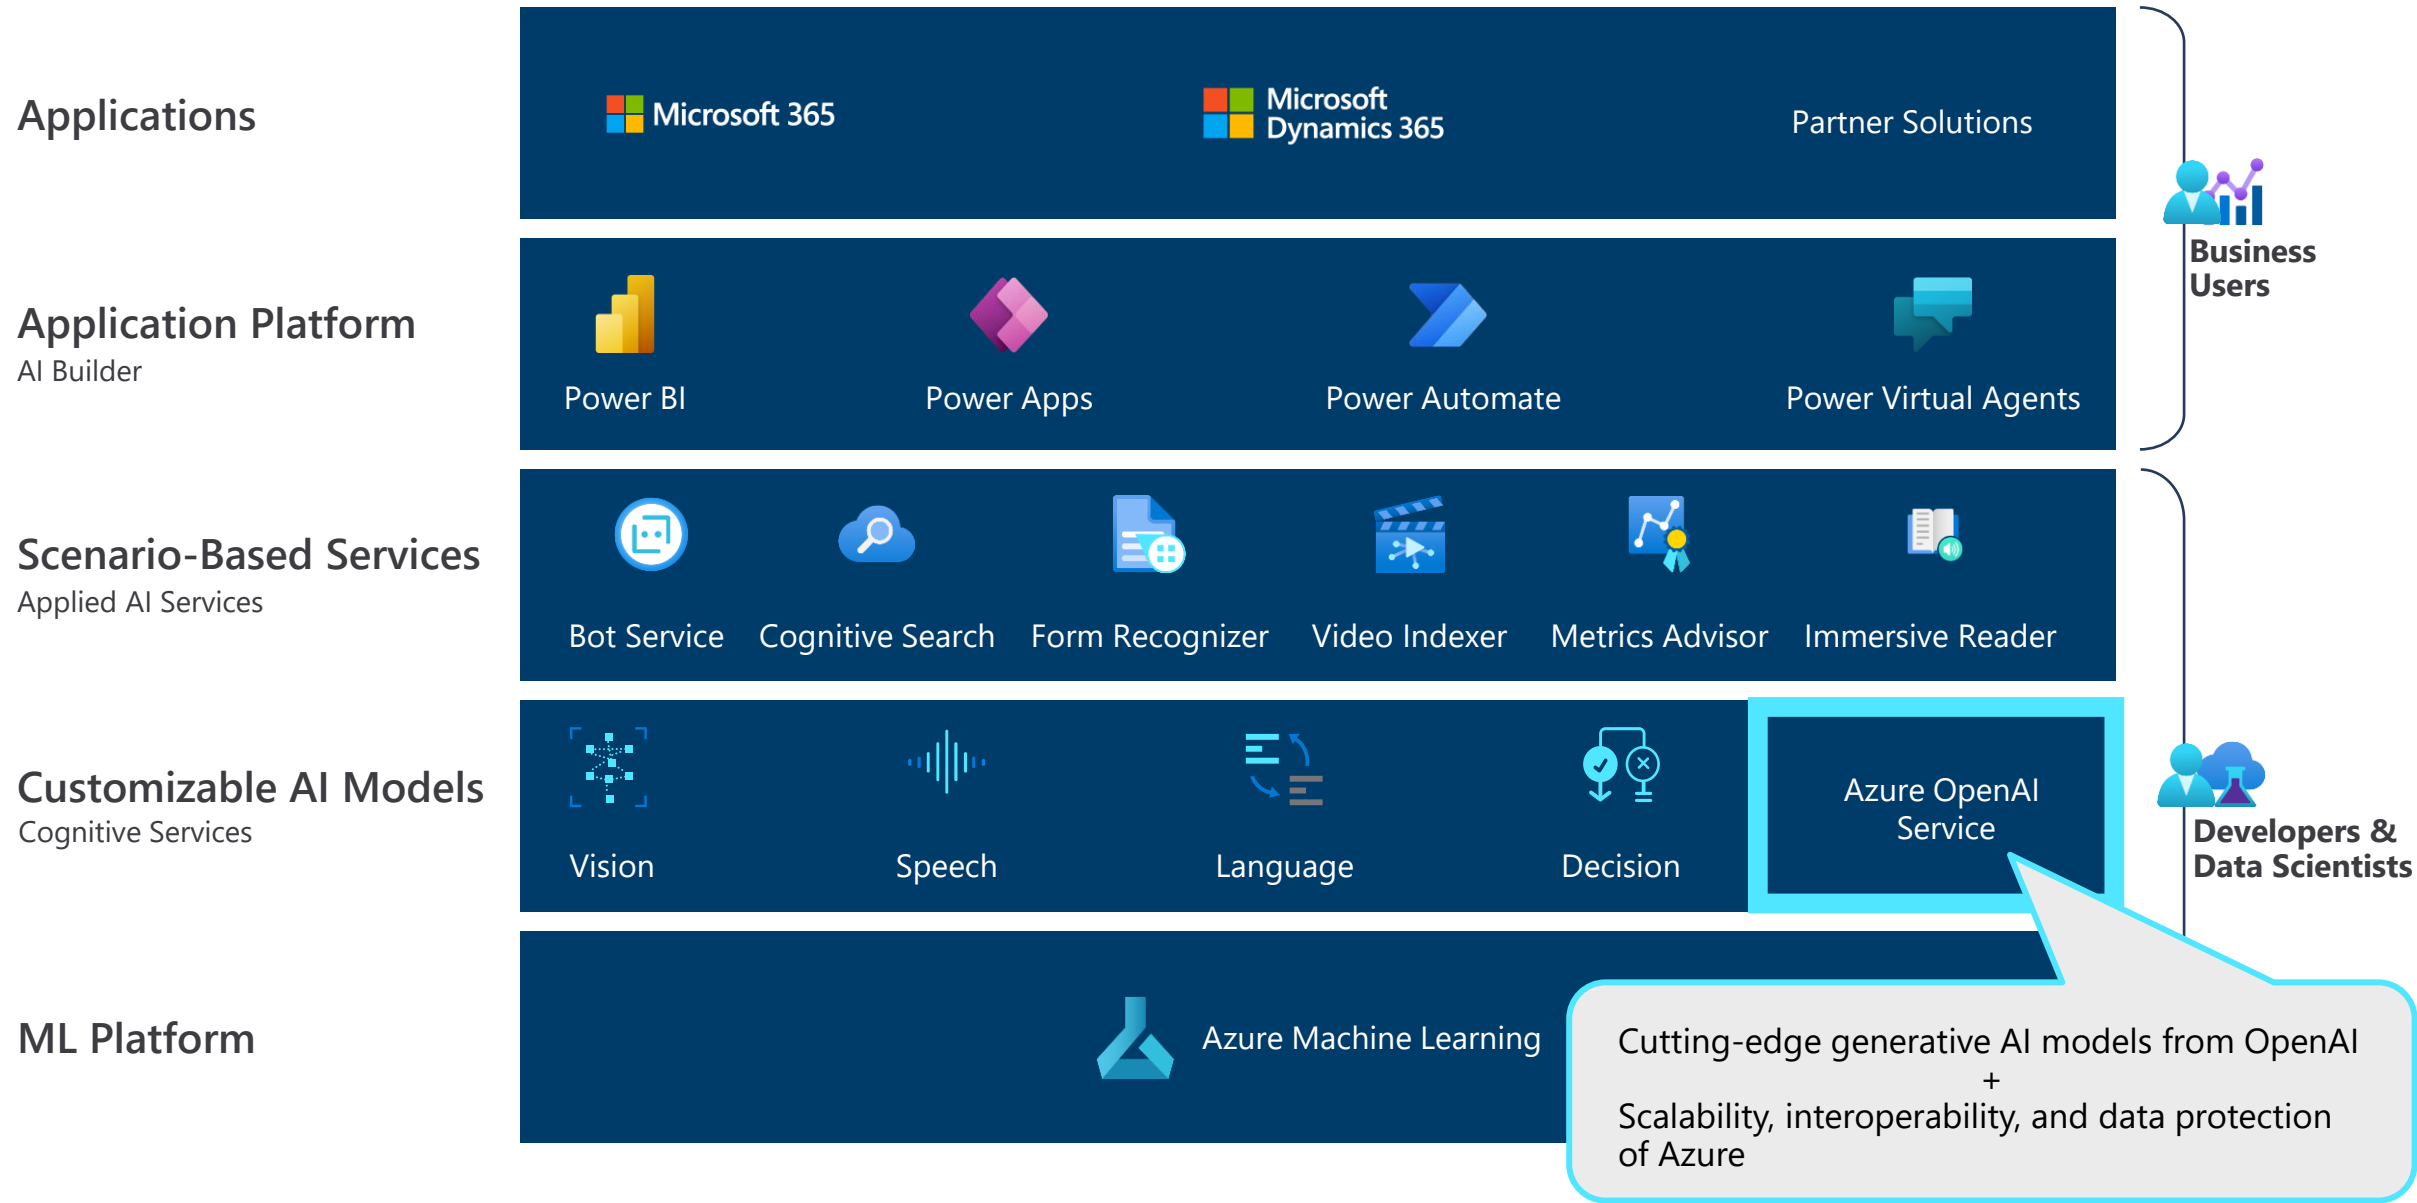 Applications
Microsoft 365
Microsoft
Dynamics 365
Partner Solutions
Business
Users
Application Platform
AI Builder
Power BI
Power Apps
Power Automate
Power Virtual Agents
Scenario-Based Services
Applied AI Services
Bot Service
Cognitive Search
Form Recognizer
Video Indexer
Metrics Advisor
Immersive Reader
Customizable AI Models
Cognitive Services
Vision
Speech
Language
Decision
Azure OpenAI
Service
Developers &
Data Scientists
ML Platform
Azure Machine Learning
Cutting-edge generative AI models from OpenAI
+
Scalability, interoperability, and data protection
of Azure